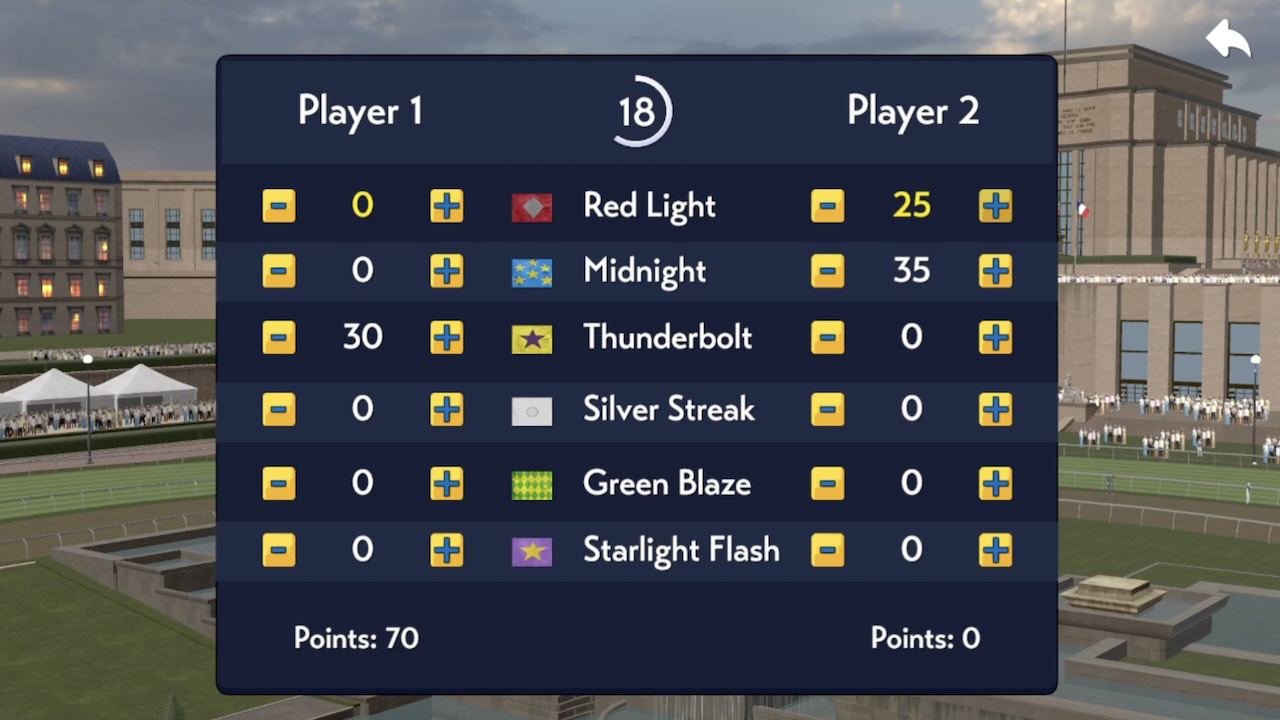 Player 1 18 Player 2
0 Red Light 25
0 Midnight 35
30 Thunderbolt 0
0 Silver Streak 0
0 Green Blaze 0
0 Starlight Flash 0
Points: 70 Points: 0